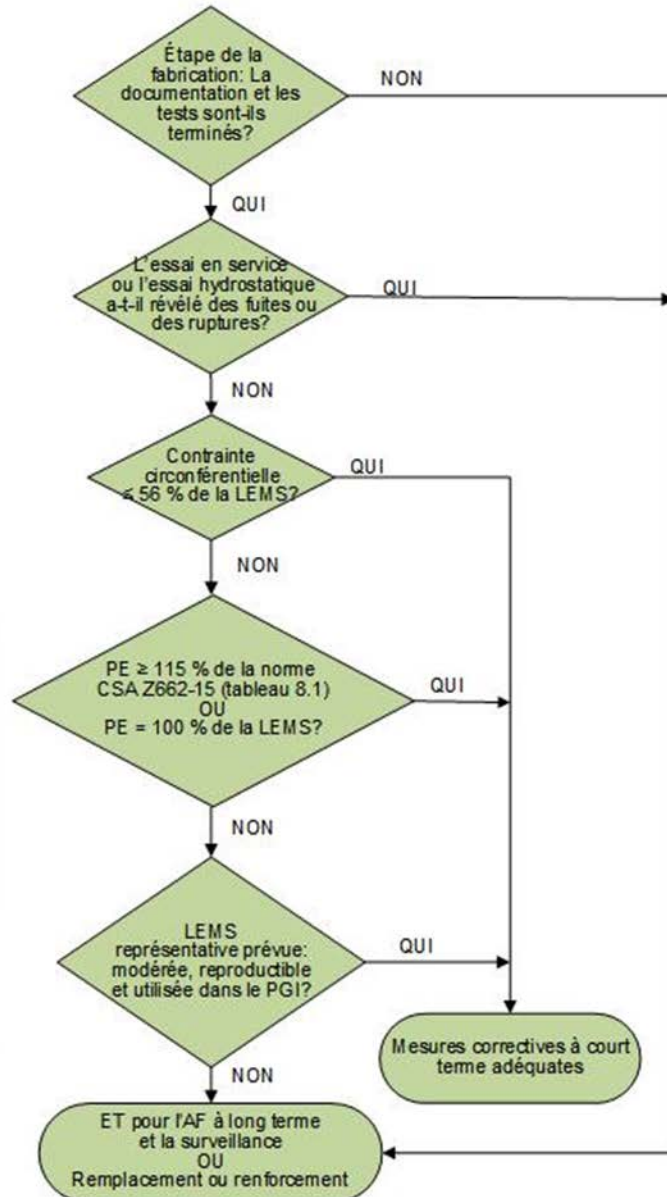 Étape de la
fabrication: La
documentation et les
tests sont-ils
terminés?
NON
QUI
L'essai en service
ou l'essai hydrostatique
a-t-il révélé des fuites ou
des ruptures?
QUI
NON
Contrainte
circonférentielle
≤ 56 % de la LEMS?
QUI
NON
PE ≥ 115 % de la norme
CSA Z662-15 (tableau 8.1)
OU
PE = 100 % de la LEMS?
QUI
NON
LEMS
représentative prévue:
modérée, reproductible
et utilisée dans le PGI?
QUI
NON
Mesures correctives à court
terme adéquates
ET pour l'AF à long terme
et la surveillance
OU
Remplacement ou renforcement